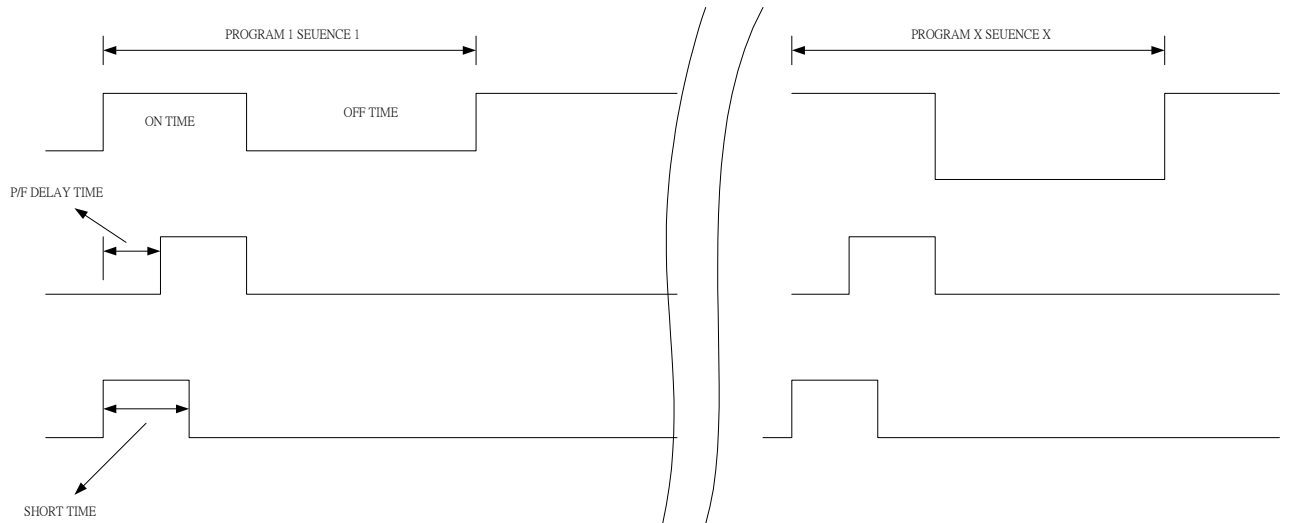 PROGRAM 1 SEUENCE 1
PROGRAM X SEUENCE X
ON TIME
OFF TIME
P/F DELAY TIME
SHORT TIME